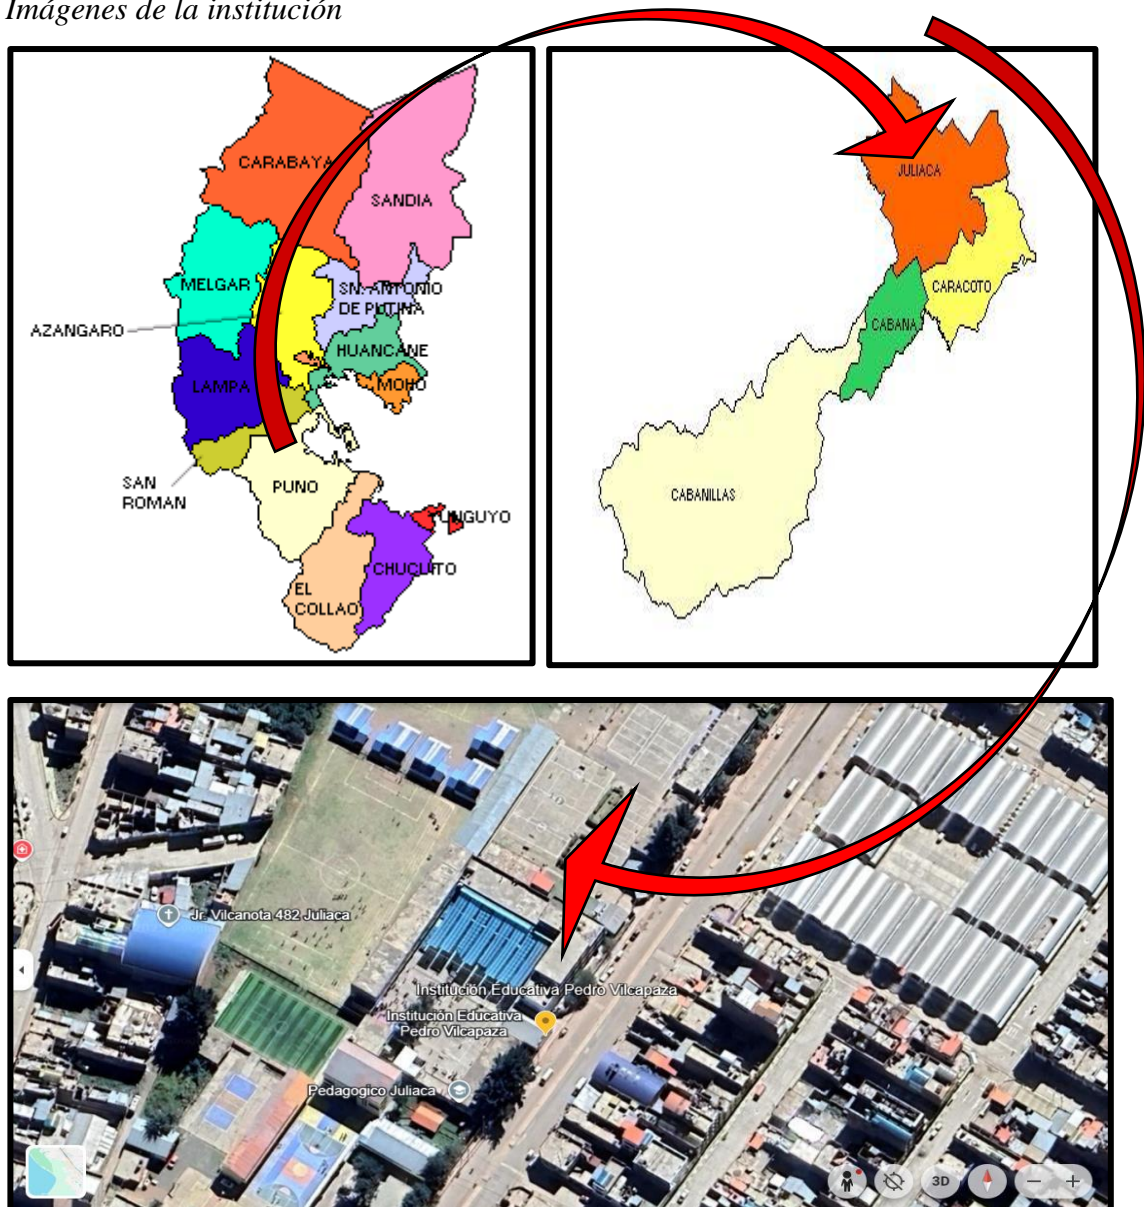 Imágenes de la institución
CARABAYA
SANDIA
MELGAR
SN. ANTONIO
DE PUTINA
AZANGARO
HUANCANE
LAMPA
MOHO
SAN
ROMAN
PUNO
YUNGUYO
CHUCUITO
EL
COLLAO
JULIACA
CARACOTO
CABANA
CABANILLAS
Jr. Vilcanota 482 Juliaca
Institución Educativa Pedro Vilcapaza
Institución Educativa
Pedro Vilcapaza
Pedagogico Juliaca
3D